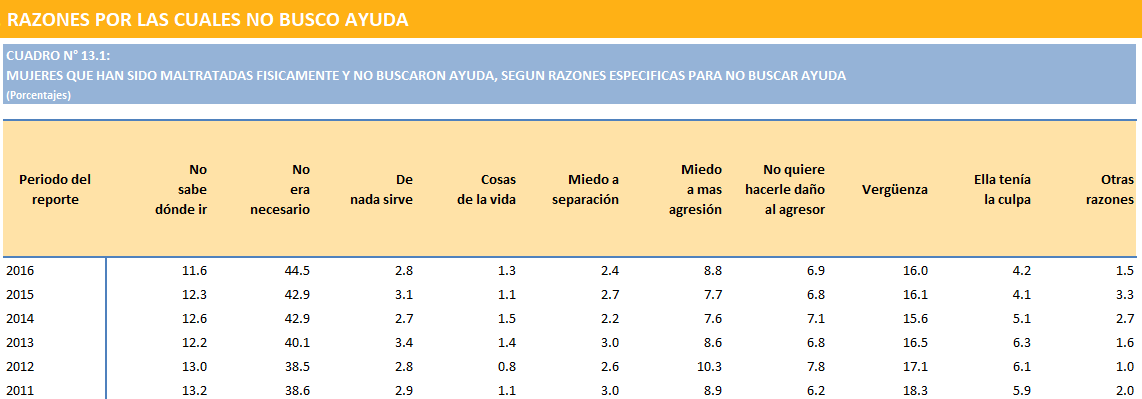 RAZONES POR LAS CUALES NO BUSCO AYUDA
CUADRO N° 13.1:
MUJERES QUE HAN SIDO MALTRATADAS FISICAMENTE Y NO BUSCARON AYUDA, SEGUN RAZONES ESPECIFICAS PARA NO BUSCAR AYUDA
(Porcentajes)
Periodo del reporte No sabe dónde ir No era necesario De nada sirve Cosas de la vida Miedo a separación Miedo a mas agresión No quiere hacerle daño al agresor Vergüenza Ella tenía la culpa Otras razones
2016 11.6 44.5 2.8 1.3 2.4 8.8 6.9 16.0 4.2 1.5
2015 12.3 42.9 3.1 1.1 2.7 7.7 6.8 16.1 4.1 3.3
2014 12.6 42.9 2.7 1.5 2.2 7.6 7.1 15.6 5.1 2.7
2013 12.2 40.1 3.4 1.4 3.0 8.6 6.8 16.5 6.3 1.6
2012 13.0 38.5 2.8 0.8 2.6 10.3 7.8 17.1 6.1 1.0
2011 13.2 38.6 2.9 1.1 3.0 8.9 6.2 18.3 5.9 2.0